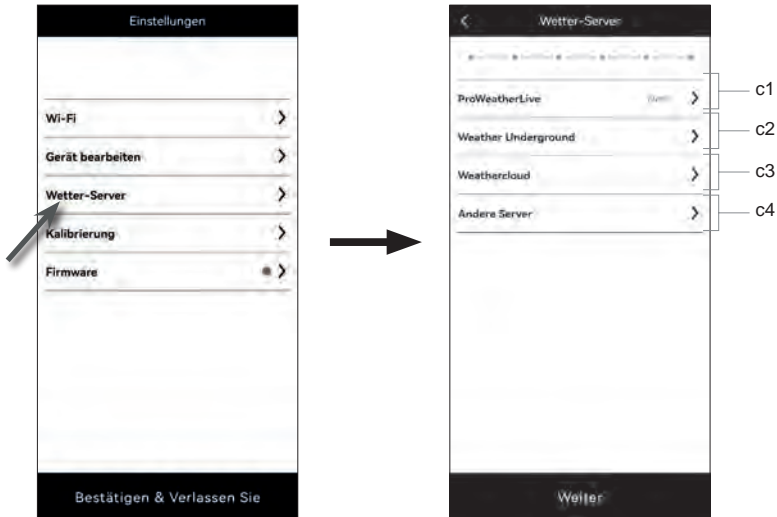 Einstellungen
Wi-Fi
Gerät bearbeiten
Wetter-Server
Kalibrierung
Firmware
Bestätigen & Verlassen Sie
Wetter-Server
ProWeatherLive
c1
Weather Underground
c2
Weathercloud
c3
Andere Server
c4
Weiter